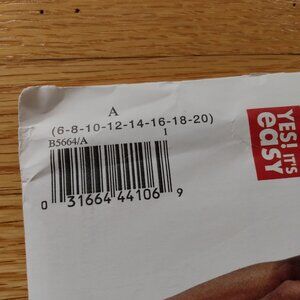 A
(6-8-10-12-14-16-18-20)
B5664/A 1
0 31664 44106 9
YES! IT'S
easy